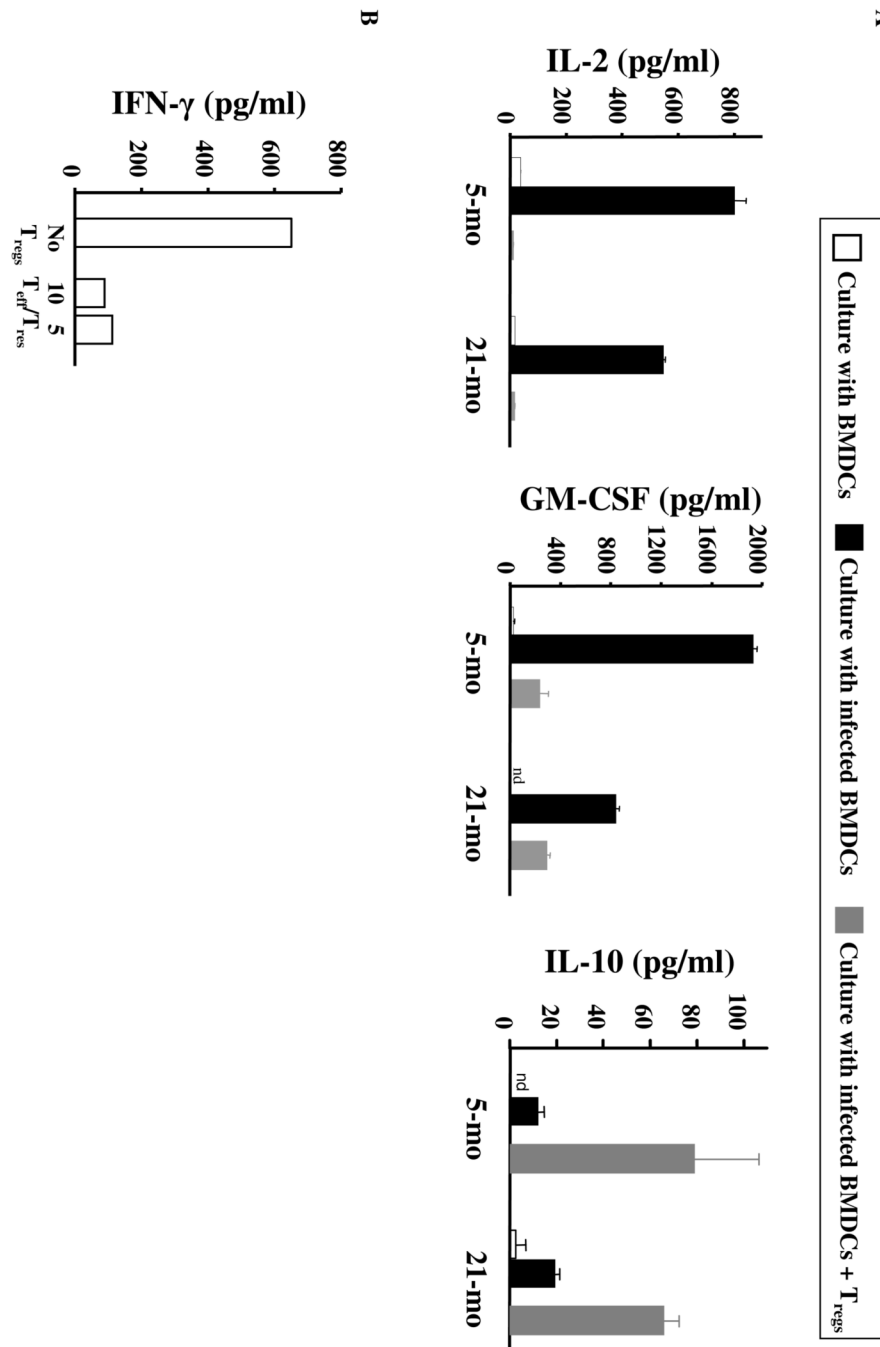 A
Culture with BMDCs
Culture with infected BMDCs
Culture with infected BMDCs + Tregs
IL-2 (pg/ml)
800
600
400
200
0
5-mo
21-mo
GM-CSF (pg/ml)
2000
1600
1200
800
400
0
nd
5-mo
21-mo
IL-10 (pg/ml)
100
80
60
40
20
0
nd
5-mo
21-mo
B
IFN-γ (pg/ml)
800
600
400
200
0
No
Tregs
10
5
Teff/Tres